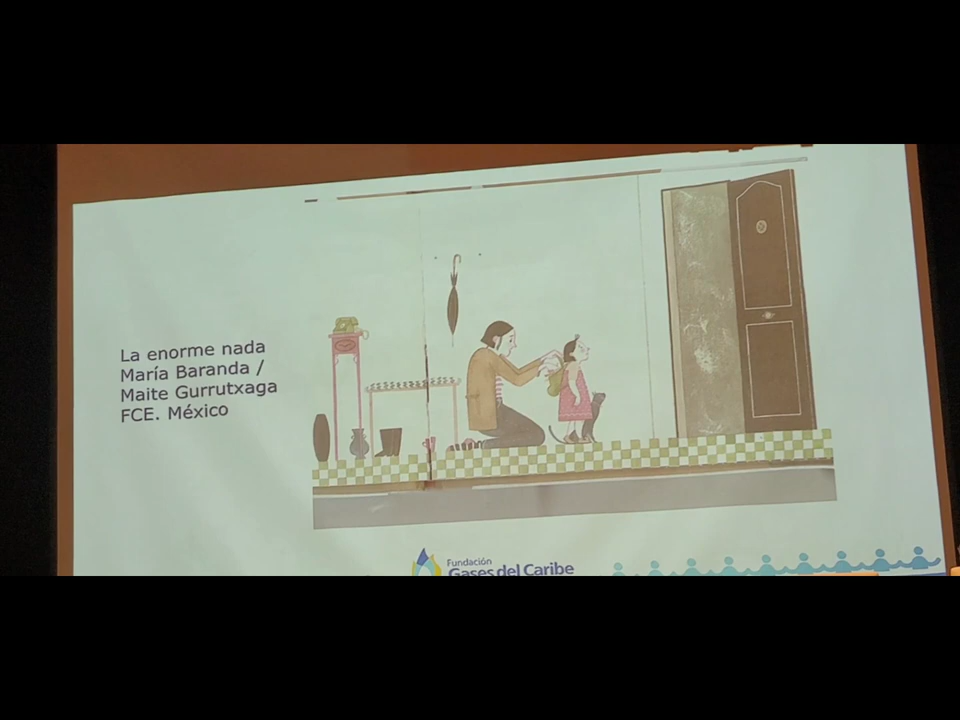 La enorme nada
María Baranda /
Maite Gurrutxaga
FCE. México
Fundación
Gases del Caribe